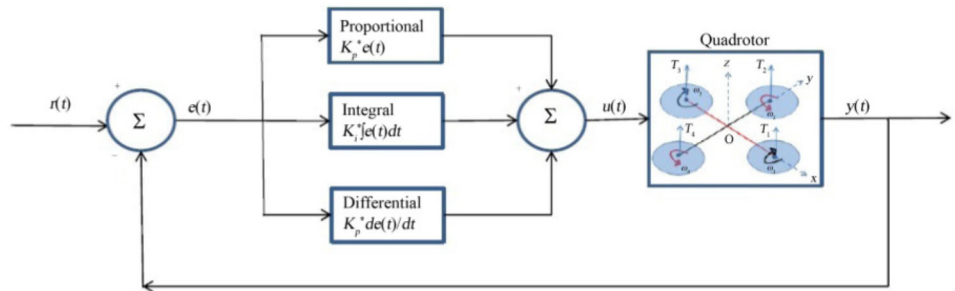 Proportional
K_p*e(t)
Quadrotor
r(t)
+
Σ
−
e(t)
Integral
K_i*∫e(t)dt
+
Σ
u(t)
T_3
z
T_2
y
T_4
O
T_1
x
y(t)
Differential
K_p*de(t)/dt